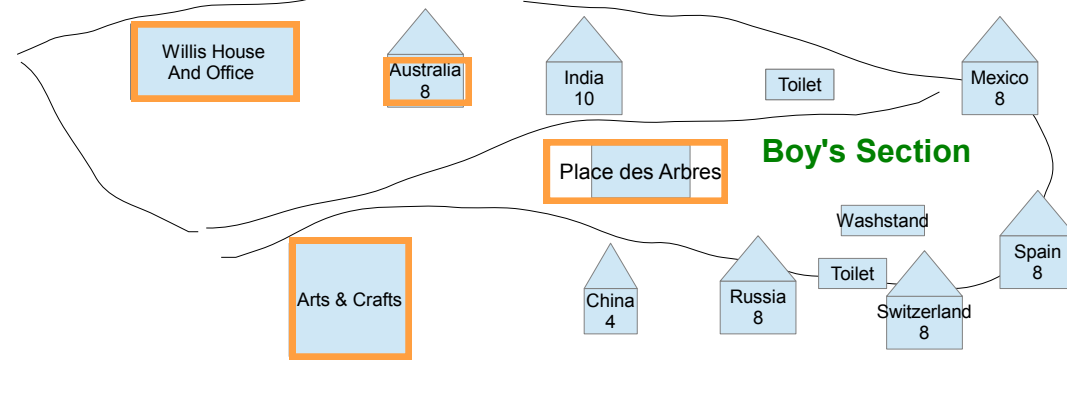 Willis House
And Office
Australia
8
India
10
Toilet
Mexico
8
Boy's Section
Place des Arbres
Washstand
Spain
8
Toilet
Arts & Crafts
China
4
Russia
8
Switzerland
8